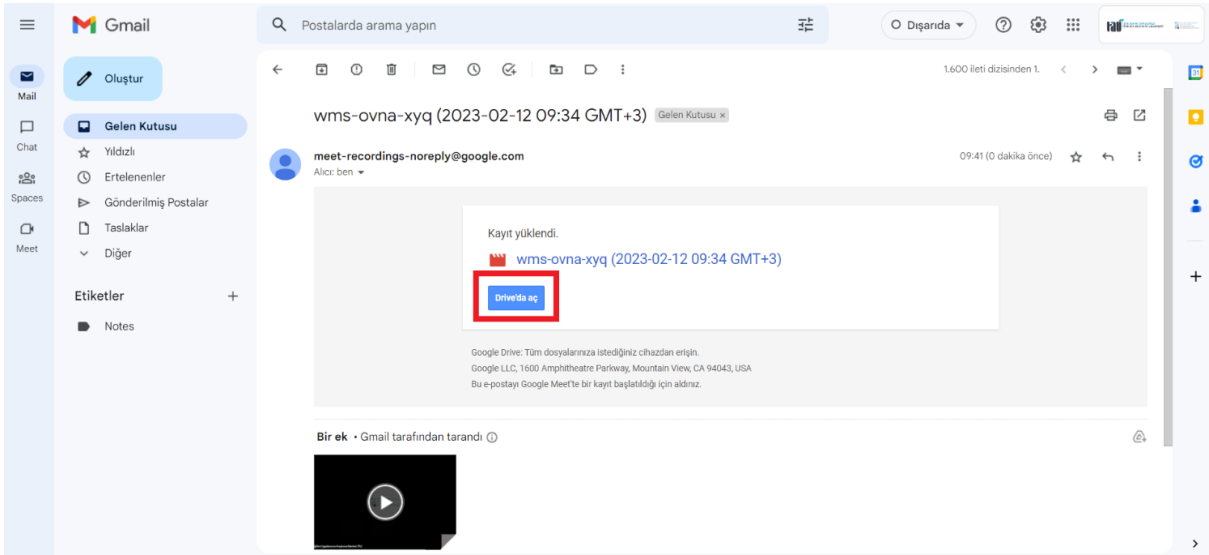 Gmail
Postalarda arama yapın
Dışarıda
Mail
Chat
Spaces
Meet
Oluştur
Gelen Kutusu
Yıldızlı
Ertelenenler
Gönderilmiş Postalar
Taslaklar
Diğer
Etiketler
Notes
1.600 ileti dizisinden 1.
31
wms-ovna-xyq (2023-02-12 09:34 GMT+3) Gelen Kutusu ×
meet-recordings-noreply@google.com
09:41 (0 dakika önce)
Alıcı: ben
Kayıt yüklendi.
wms-ovna-xyq (2023-02-12 09:34 GMT+3)
Drive'da aç
Google Drive: Tüm dosyalarınıza istediğiniz cihazdan erişin.
Google LLC, 1600 Amphitheatre Parkway, Mountain View, CA 94043, USA
Bu e-postayı Google Meet'te bir kayıt başlatıldığı için aldınız.
Bir ek • Gmail tarafından tarandı